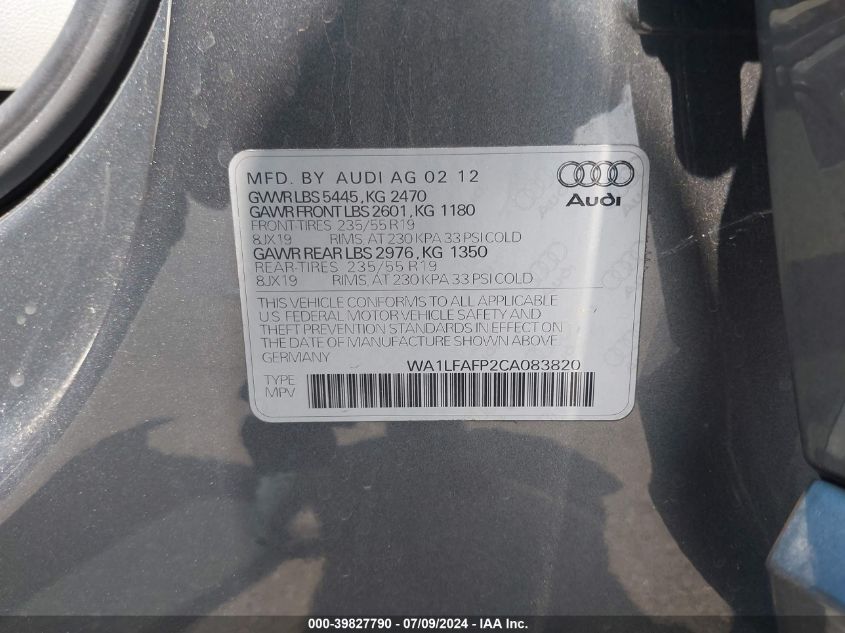 MFD. BY AUDI AG 02 12
Audi
GVWR LBS 5445, KG 2470
GAWR FRONT LBS 2601, KG 1180
FRONT-TIRES 235/55 R19
8JX19 RIMS, AT 230 KPA 33 PSI COLD
GAWR REAR LBS 2976, KG 1350
REAR-TIRES 235/55 R19
8JX19 RIMS, AT 230 KPA 33 PSI COLD
THIS VEHICLE CONFORMS TO ALL APPLICABLE
U.S. FEDERAL MOTOR VEHICLE SAFETY AND
THEFT PREVENTION STANDARDS IN EFFECT ON
THE DATE OF MANUFACTURE SHOWN ABOVE.
GERMANY WA1LFAFP2CA083820
TYPE
MPV
000-39827790 - 07/09/2024 - IAA Inc.